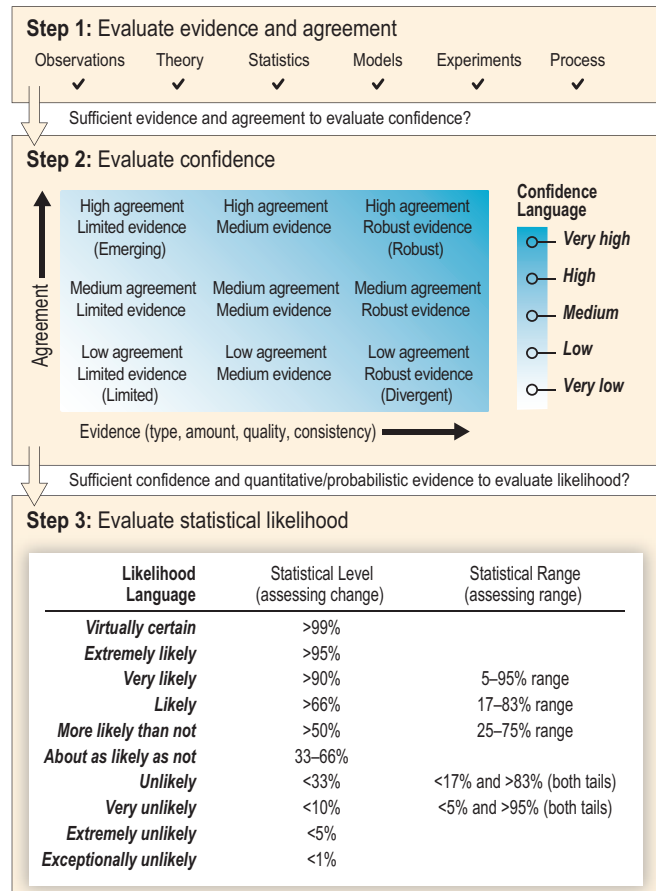 Step 1: Evaluate evidence and agreement
Observations Theory Statistics Models Experiments Process
Sufficient evidence and agreement to evaluate confidence?
Step 2: Evaluate confidence
Agreement
High agreement
Limited evidence
(Emerging)
High agreement
Medium evidence
High agreement
Robust evidence
(Robust)
Medium agreement
Limited evidence
Medium agreement
Medium evidence
Medium agreement
Robust evidence
Low agreement
Limited evidence
(Limited)
Low agreement
Medium evidence
Low agreement
Robust evidence
(Divergent)
Evidence (type, amount, quality, consistency)
Confidence
Language
Very high
High
Medium
Low
Very low
Sufficient confidence and quantitative/probabilistic evidence to evaluate likelihood?
Step 3: Evaluate statistical likelihood
Likelihood
Language
Statistical Level
(assessing change)
Statistical Range
(assessing range)
Virtually certain >99%
Extremely likely >95%
Very likely >90% 5–95% range
Likely >66% 17–83% range
More likely than not >50% 25–75% range
About as likely as not 33–66%
Unlikely <33% <17% and >83% (both tails)
Very unlikely <10% <5% and >95% (both tails)
Extremely unlikely <5%
Exceptionally unlikely <1%